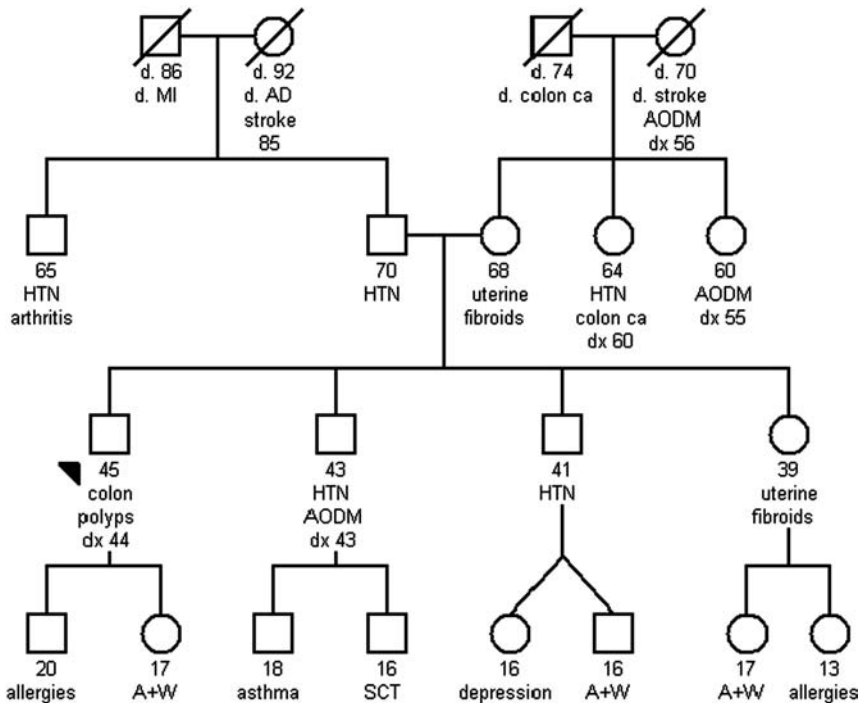 d. 86
d. MI
d. 92
d. AD
stroke
85
d. 74
d. colon ca
d. 70
d. stroke
AODM
dx 56
65
HTN
arthritis
70
HTN
68
uterine
fibroids
64
HTN
colon ca
dx 60
60
AODM
dx 55
45
colon
polyps
dx 44
43
HTN
AODM
dx 43
41
HTN
39
uterine
fibroids
20
allergies
17
A+W
18
asthma
16
SCT
16
depression
16
A+W
17
A+W
13
allergies